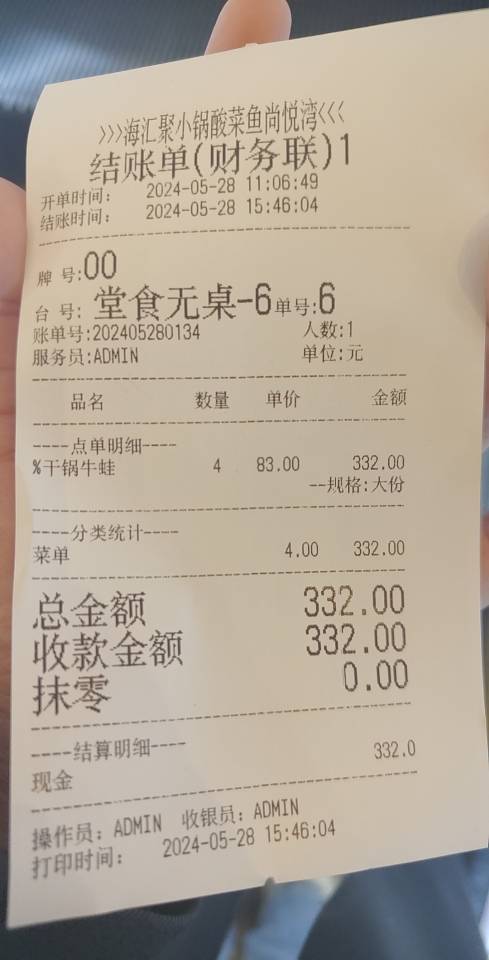 >>>海汇聚小锅酸菜鱼尚悦湾<<<
结账单(财务联)1
开单时间: 2024-05-28 11:06:49
结账时间: 2024-05-28 15:46:04
牌 号:00
台 号: 堂食无桌-6 单号:6
账单号:202405280134 人数:1
服务员:ADMIN 单位:元
品名 数量 单价 金额
----点单明细----
%干锅牛蛙 4 83.00 332.00
--规格:大份
----分类统计----
菜单 4.00 332.00
总金额 332.00
收款金额 332.00
抹零 0.00
----结算明细----
现金 332.0
操作员: ADMIN 收银员: ADMIN
打印时间: 2024-05-28 15:46:04